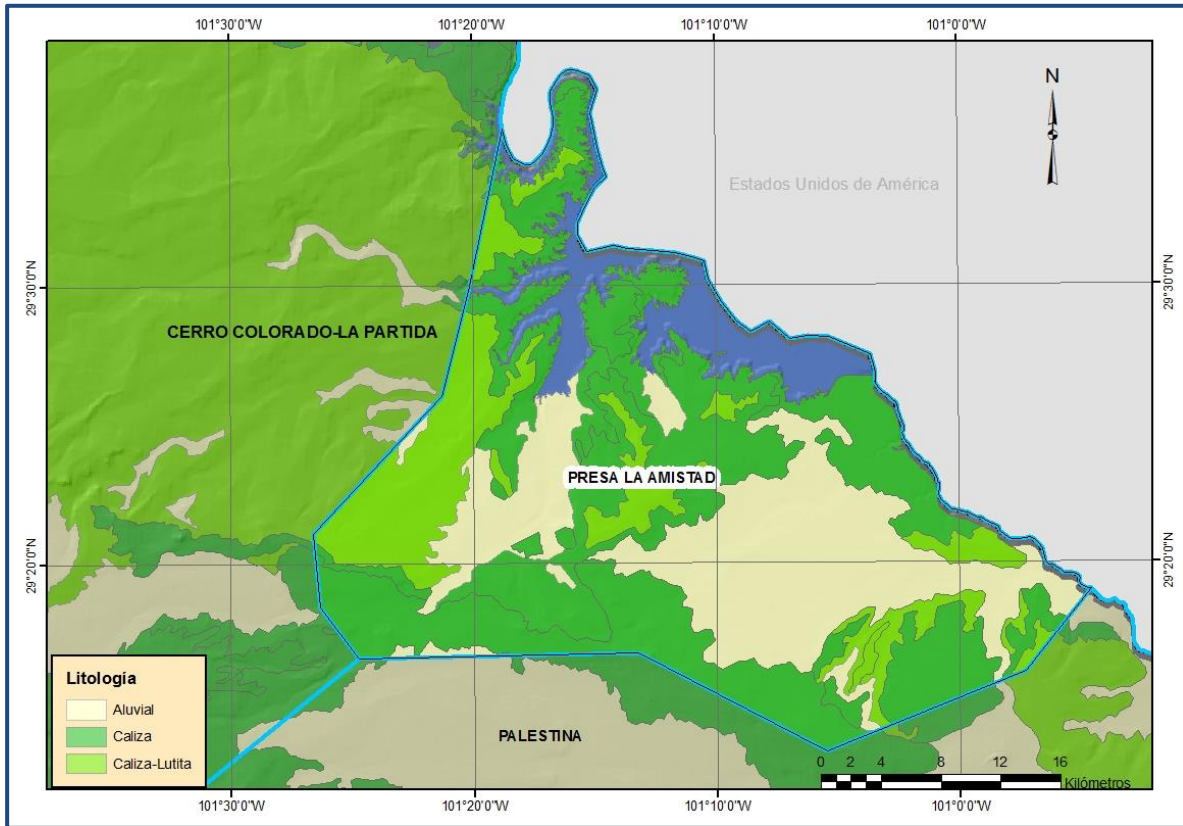 101°30'0"W 101°20'0"W 101°10'0"W 101°0'0"W
N
Estados Unidos de América
29°30'0"N 29°30'0"N
CERRO COLORADO-LA PARTIDA
PRESA LA AMISTAD
29°20'0"N 29°20'0"N
Litología
Aluvial
Caliza
Caliza-Lutita
PALESTINA
0 2 4 8 12 16
Kilómetros
101°30'0"W 101°20'0"W 101°10'0"W 101°0'0"W